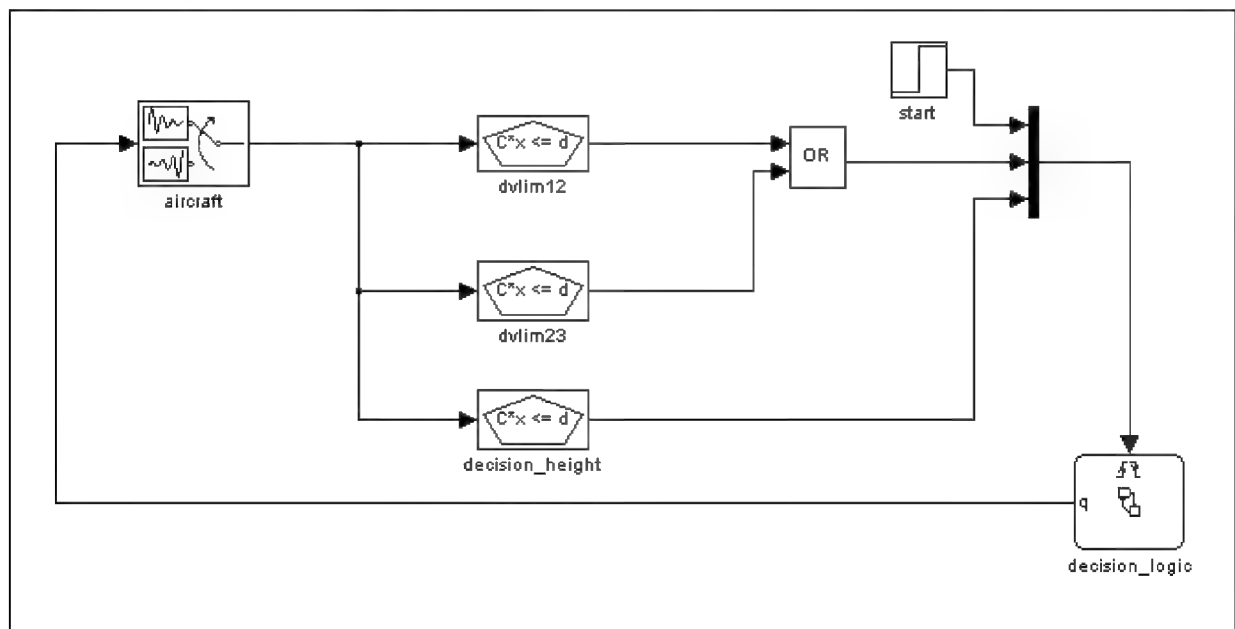 start
aircraft
C*x <= d
dvlim12
OR
C*x <= d
dvlim23
C*x <= d
decision_height
q
decision_logic